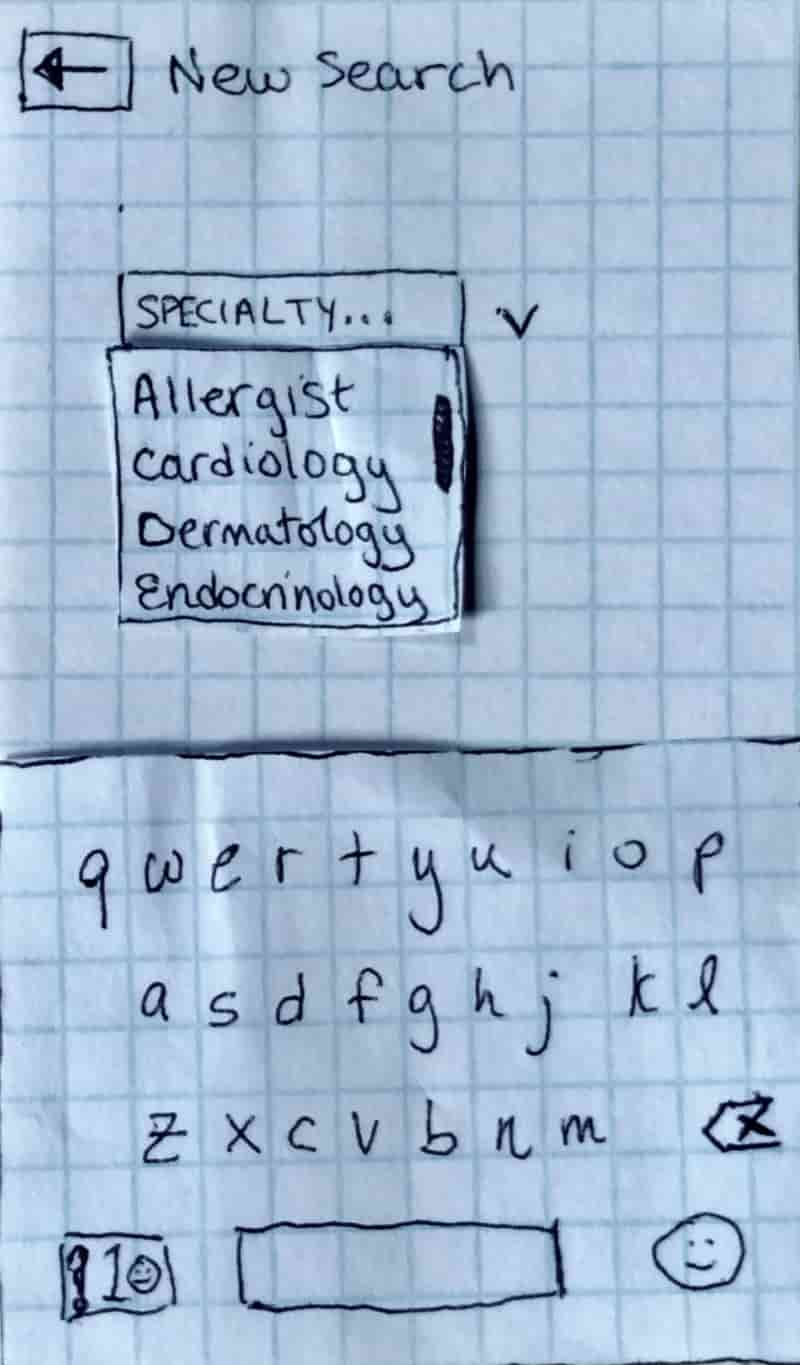 New Search
SPECIALTY...
Allergist
Cardiology
Dermatology
Endocrinology
q w e r t y u i o p
a s d f g h j k l
z x c v b n m
!1